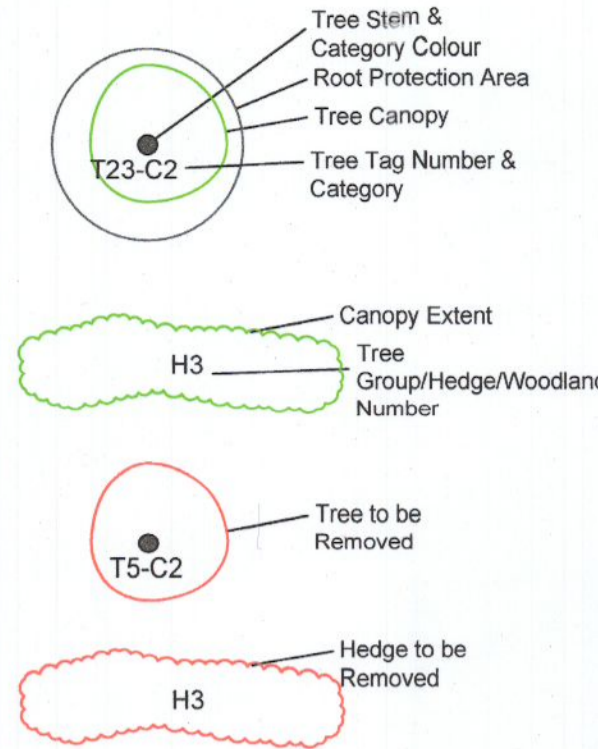 Tree Stem &
Category Colour
Root Protection Area
Tree Canopy
T23-C2
Tree Tag Number &
Category
Canopy Extent
H3
Tree
Group/Hedge/Woodland
Number
Tree to be
Removed
T5-C2
Hedge to be
Removed
H3